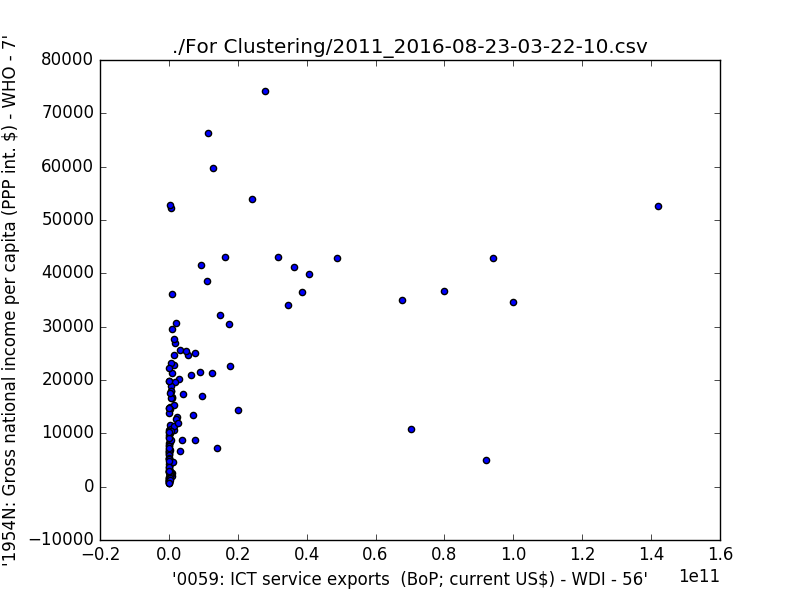 ./For Clustering/2011_2016-08-23-03-22-10.csv
'1954N: Gross national income per capita (PPP int. $) - WHO - 7'
80000
70000
60000
50000
40000
30000
20000
10000
0
−10000
−0.2 0.0 0.2 0.4 0.6 0.8 1.0 1.2 1.4 1.6
1e11
'0059: ICT service exports  (BoP; current US$) - WDI - 56'